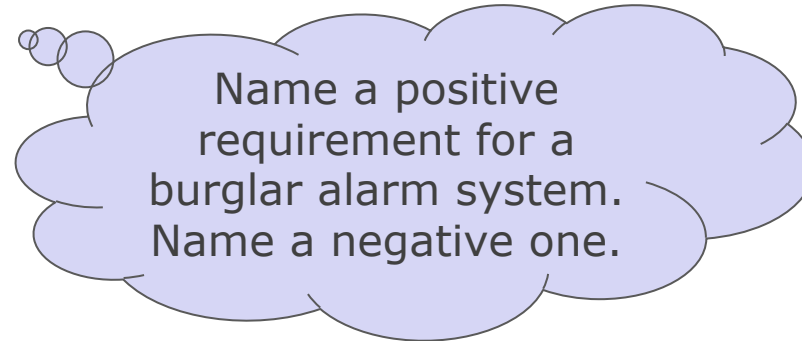 Name a positive
requirement for a
burglar alarm system.
Name a negative one.